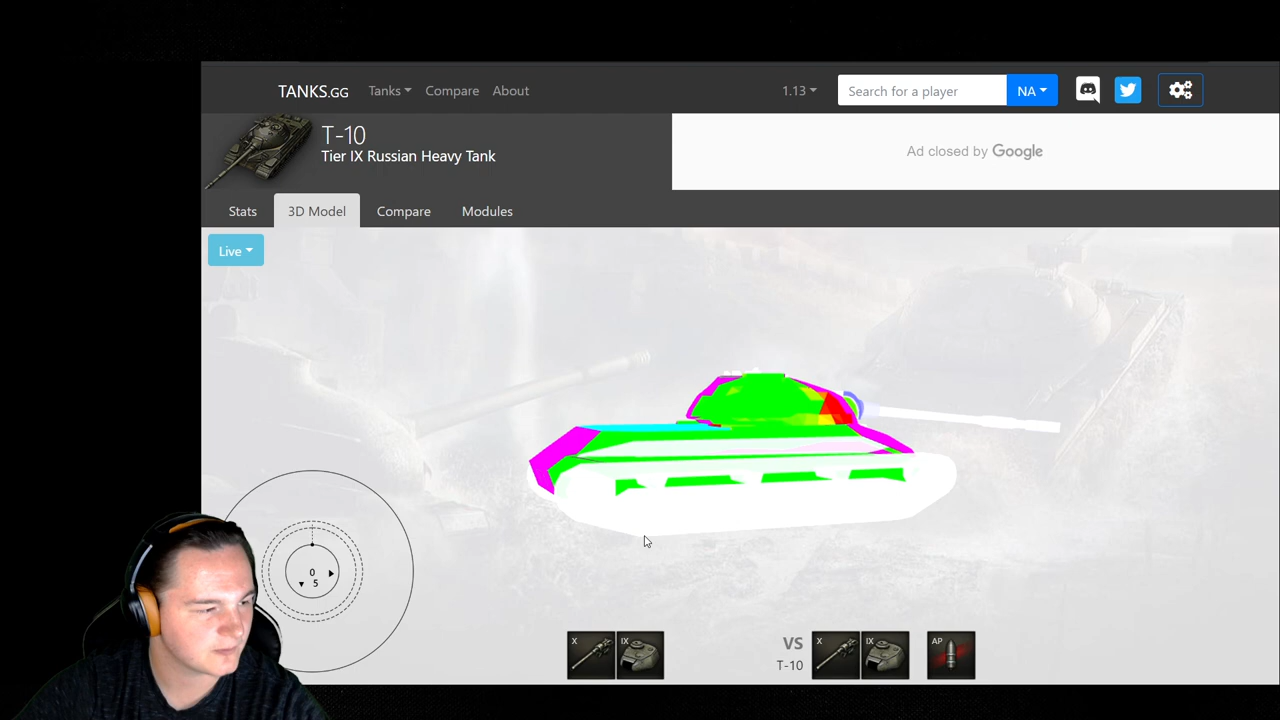 TANKS.GG Tanks Compare About 1.13 Search for a player NA
T-10
Tier IX Russian Heavy Tank
Ad closed by Google
Stats 3D Model Compare Modules
Live
0
5
X IX VS X IX AP
T-10